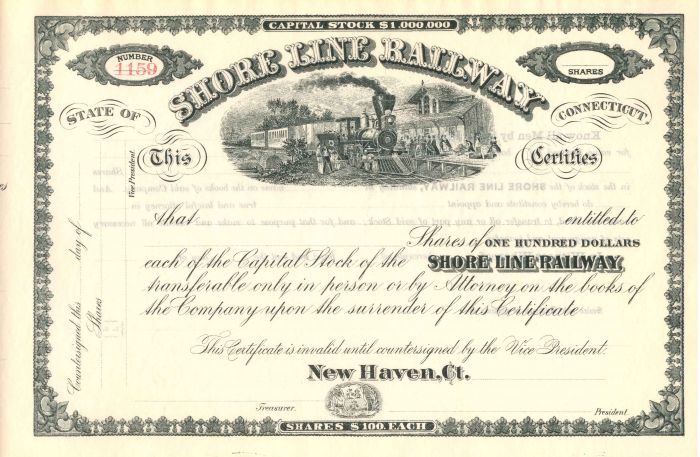 CAPITAL STOCK $1,000,000
NUMBER
1159
SHARES
SHORE LINE RAILWAY
STATE OF
CONNECTICUT.
This
Certifies
Vice President.
that
entitled to
Shares of ONE HUNDRED DOLLARS
each of the Capital Stock of the SHORE LINE RAILWAY,
transferable only in person or by Attorney on the books of
the Company upon the surrender of this Certificate
This Certificate is invalid until countersigned by the Vice President.
New Haven, Ct.
Treasurer.
President.
SHARES $100. EACH
Countersigned this day of
Shares